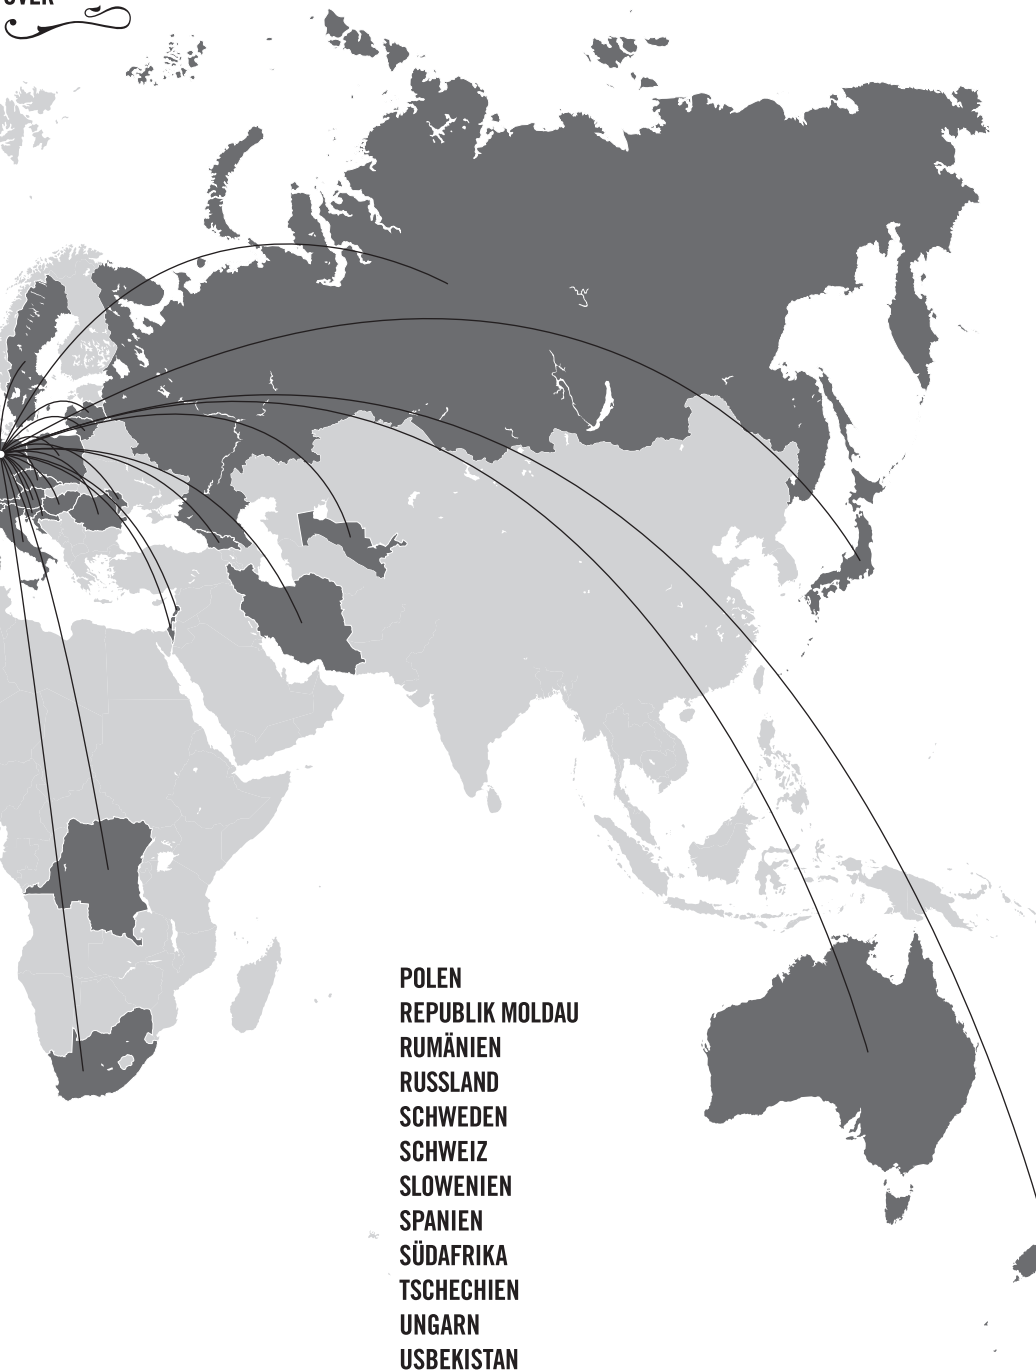 POLEN
REPUBLIK MOLDAU
RUMÄNIEN
RUSSLAND
SCHWEDEN
SCHWEIZ
SLOWENIEN
SPANIEN
SÜDAFRIKA
TSCHECHIEN
UNGARN
USBEKISTAN